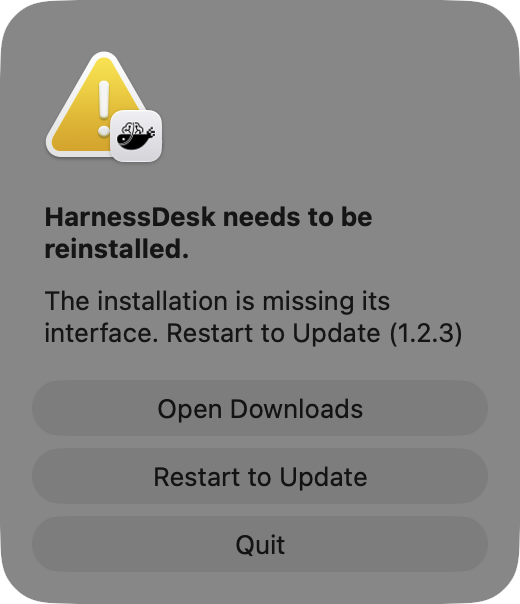 HarnessDesk needs to be
reinstalled.
The installation is missing its
interface. Restart to Update (1.2.3)
Open Downloads
Restart to Update
Quit